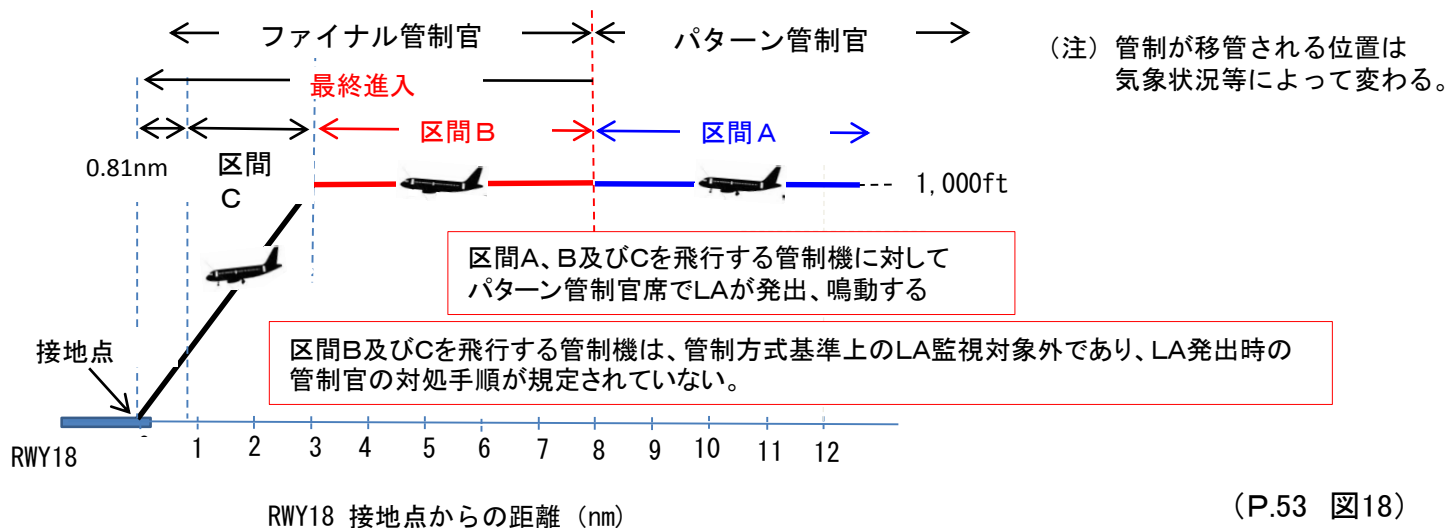 ファイナル管制官
パターン管制官
(注) 管制が移管される位置は
気象状況等によって変わる。
最終進入
区間B
区間A
0.81nm
区間
C
1,000ft
区間A、B及びCを飛行する管制機に対して
パターン管制官席でLAが発出、鳴動する
接地点
区間B及びCを飛行する管制機は、管制方式基準上のLA監視対象外であり、LA発出時の
管制官の対処手順が規定されていない。
1 2 3 4 5 6 7 8 9 10 11 12
RWY18
RWY18 接地点からの距離 (nm)
(P.53 図18)